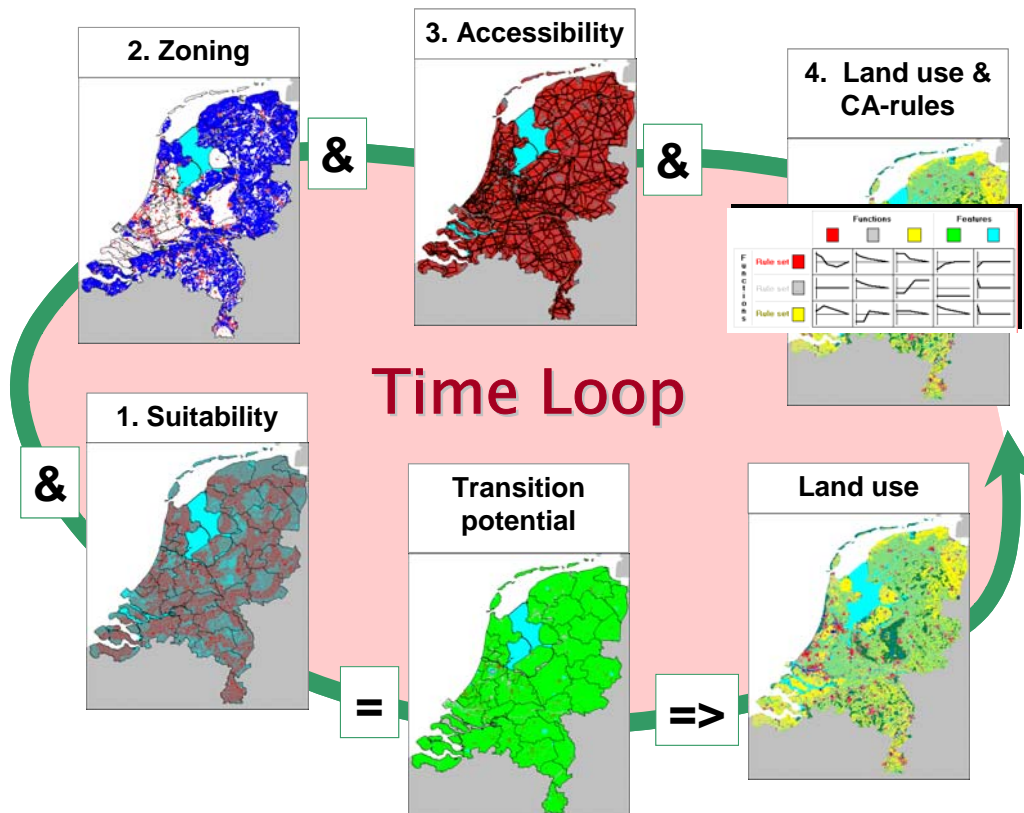 2. Zoning
3. Accessibility
4. Land use &
CA-rules
&
&
Functions
Features
Functions
Rule set
Rule set
Rule set
Time Loop
1. Suitability
&
Transition
potential
Land use
=
=>